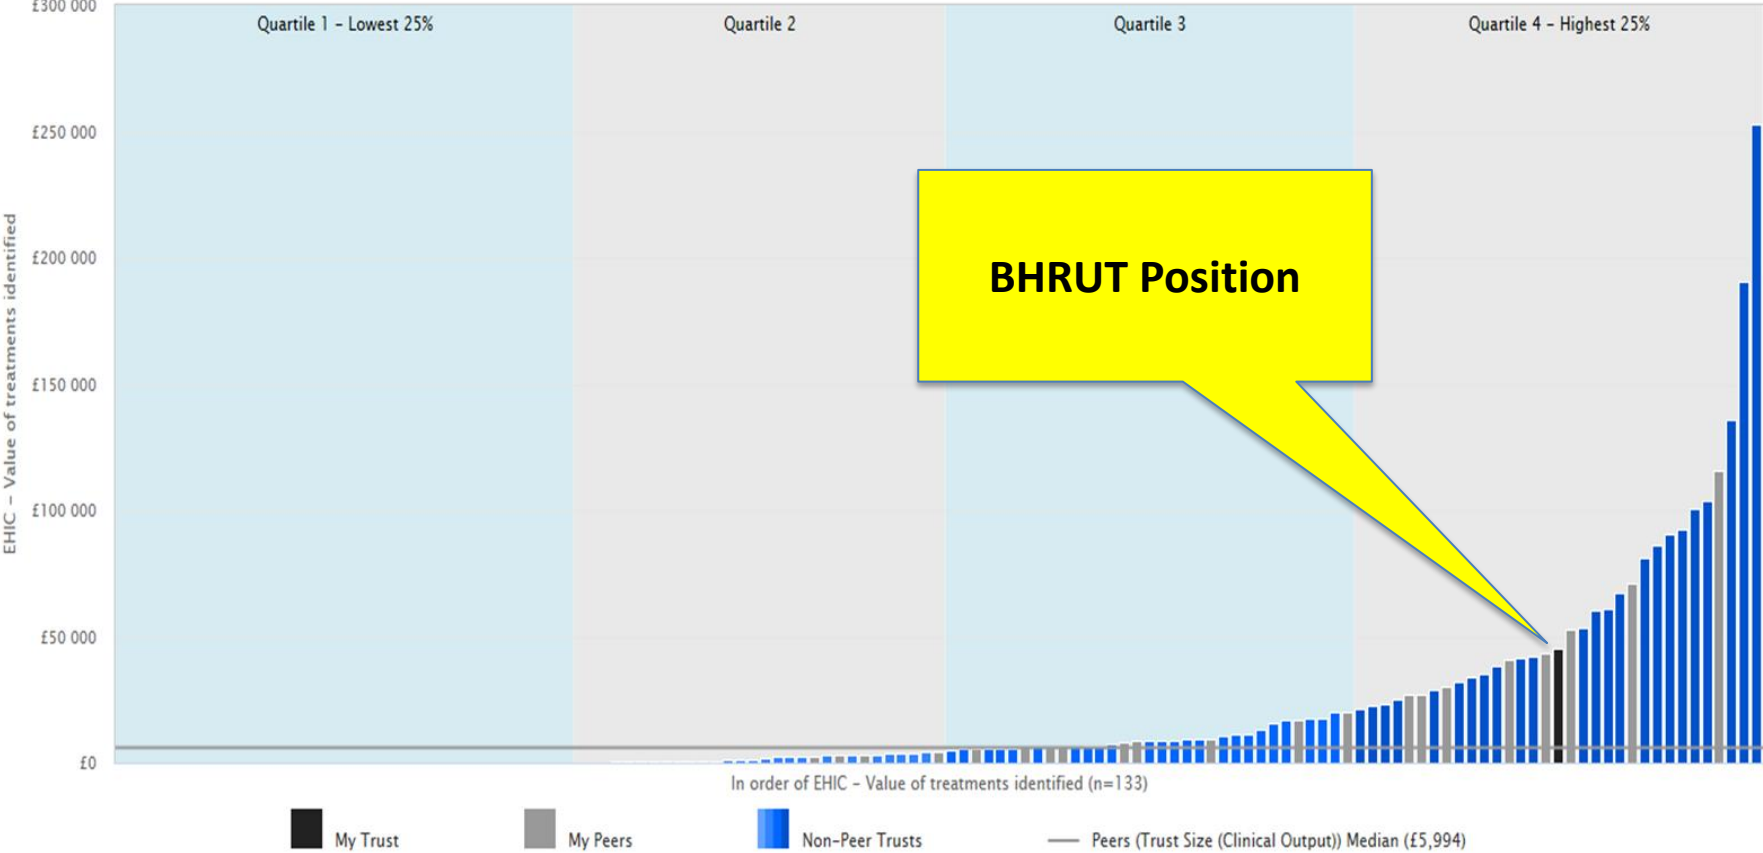 £300 000
Quartile 1 – Lowest 25%
Quartile 2
Quartile 3
Quartile 4 – Highest 25%
£250 000
£200 000
£150 000
£100 000
£50 000
£0
EHIC – Value of treatments identified
BHRUT Position
In order of EHIC – Value of treatments identified (n=133)
My Trust
My Peers
Non–Peer Trusts
Peers (Trust Size (Clinical Output)) Median (£5,994)